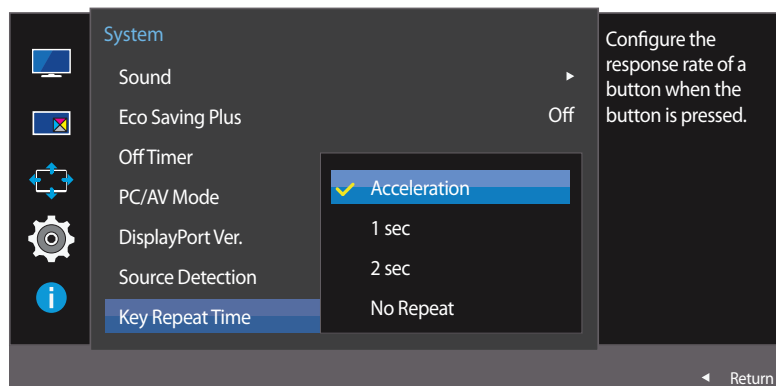 System
Sound
Eco Saving Plus Off
Off Timer
PC/AV Mode
DisplayPort Ver.
Source Detection
Key Repeat Time
Acceleration
1 sec
2 sec
No Repeat
Configure the
response rate of a
button when the
button is pressed.
Return